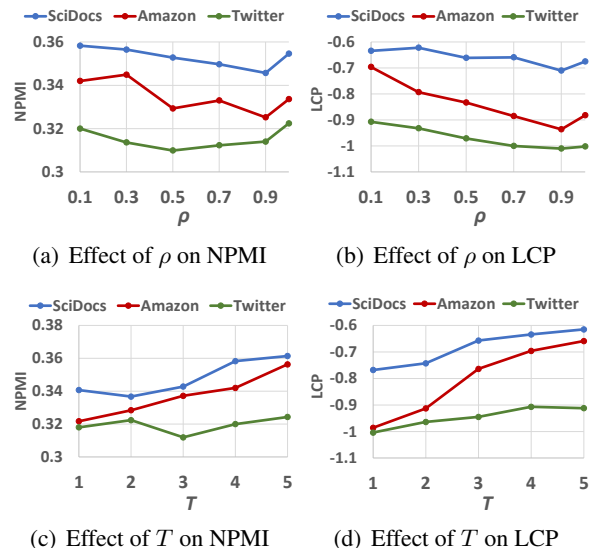 SciDocs Amazon Twitter
0.36
0.34
0.32
0.3
NPMI
0.1 0.3 0.5 0.7 0.9
ρ
(a) Effect of ρ on NPMI
SciDocs Amazon Twitter
-0.6
-0.7
-0.8
-0.9
-1
-1.1
LCP
0.1 0.3 0.5 0.7 0.9
ρ
(b) Effect of ρ on LCP
SciDocs Amazon Twitter
0.38
0.36
0.34
0.32
0.3
NPMI
1 2 3 4 5
T
(c) Effect of T on NPMI
SciDocs Amazon Twitter
-0.6
-0.7
-0.8
-0.9
-1
-1.1
LCP
1 2 3 4 5
T
(d) Effect of T on LCP